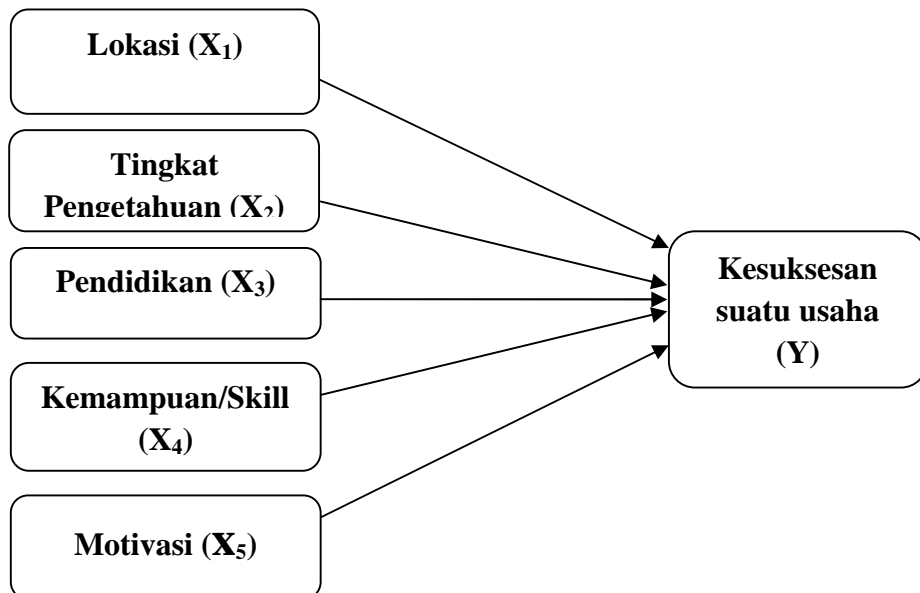 Lokasi (X₁)
Tingkat
Pengetahuan (X₂)
Pendidikan (X₃)
Kemampuan/Skill
(X₄)
Motivasi (X₅)
Kesuksesan
suatu usaha
(Y)